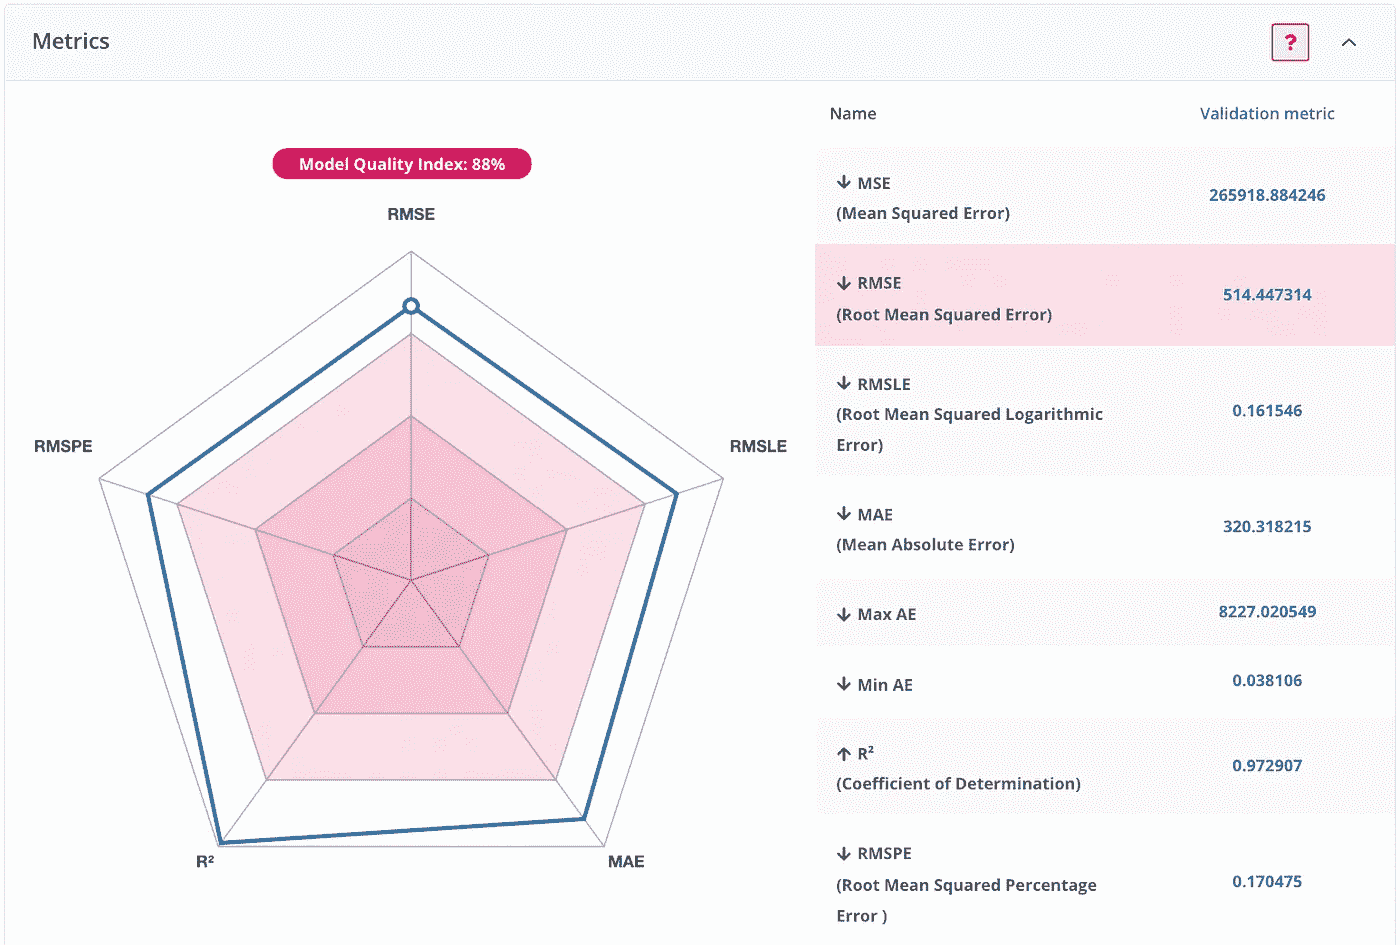 Metrics
?
Model Quality Index: 88%
RMSE
RMSPE
RMSLE
R²
MAE
Name Validation metric
↓ MSE
(Mean Squared Error)
265918.884246
↓ RMSE
(Root Mean Squared Error)
514.447314
↓ RMSLE
(Root Mean Squared Logarithmic
Error)
0.161546
↓ MAE
(Mean Absolute Error)
320.318215
↓ Max AE
8227.020549
↓ Min AE
0.038106
↑ R²
(Coefficient of Determination)
0.972907
↓ RMSPE
(Root Mean Squared Percentage
Error )
0.170475